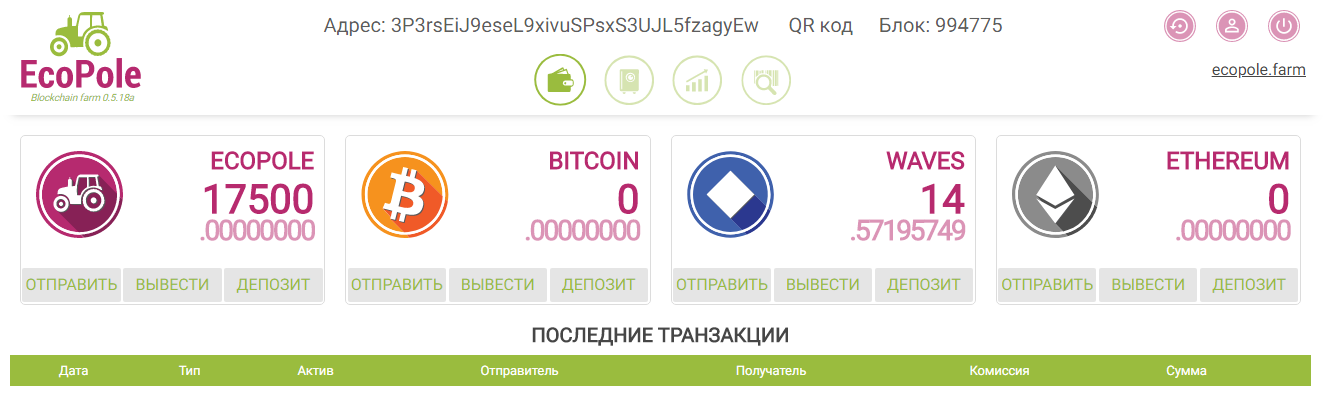 Адрес: 3P3rsEiJ9eseL9xivuSPsxS3UJL5fzagyEw QR код Блок: 994775
EcoPole
Blockchain farm 0.5.18a
ecopole.farm
ECOPOLE
17500
.00000000
ОТПРАВИТЬ ВЫВЕСТИ ДЕПОЗИТ
BITCOIN
0
.00000000
ОТПРАВИТЬ ВЫВЕСТИ ДЕПОЗИТ
WAVES
14
.57195749
ОТПРАВИТЬ ВЫВЕСТИ ДЕПОЗИТ
ETHEREUM
0
.00000000
ОТПРАВИТЬ ВЫВЕСТИ ДЕПОЗИТ
ПОСЛЕДНИЕ ТРАНЗАКЦИИ
Дата Тип Актив Отправитель Получатель Комиссия Сумма